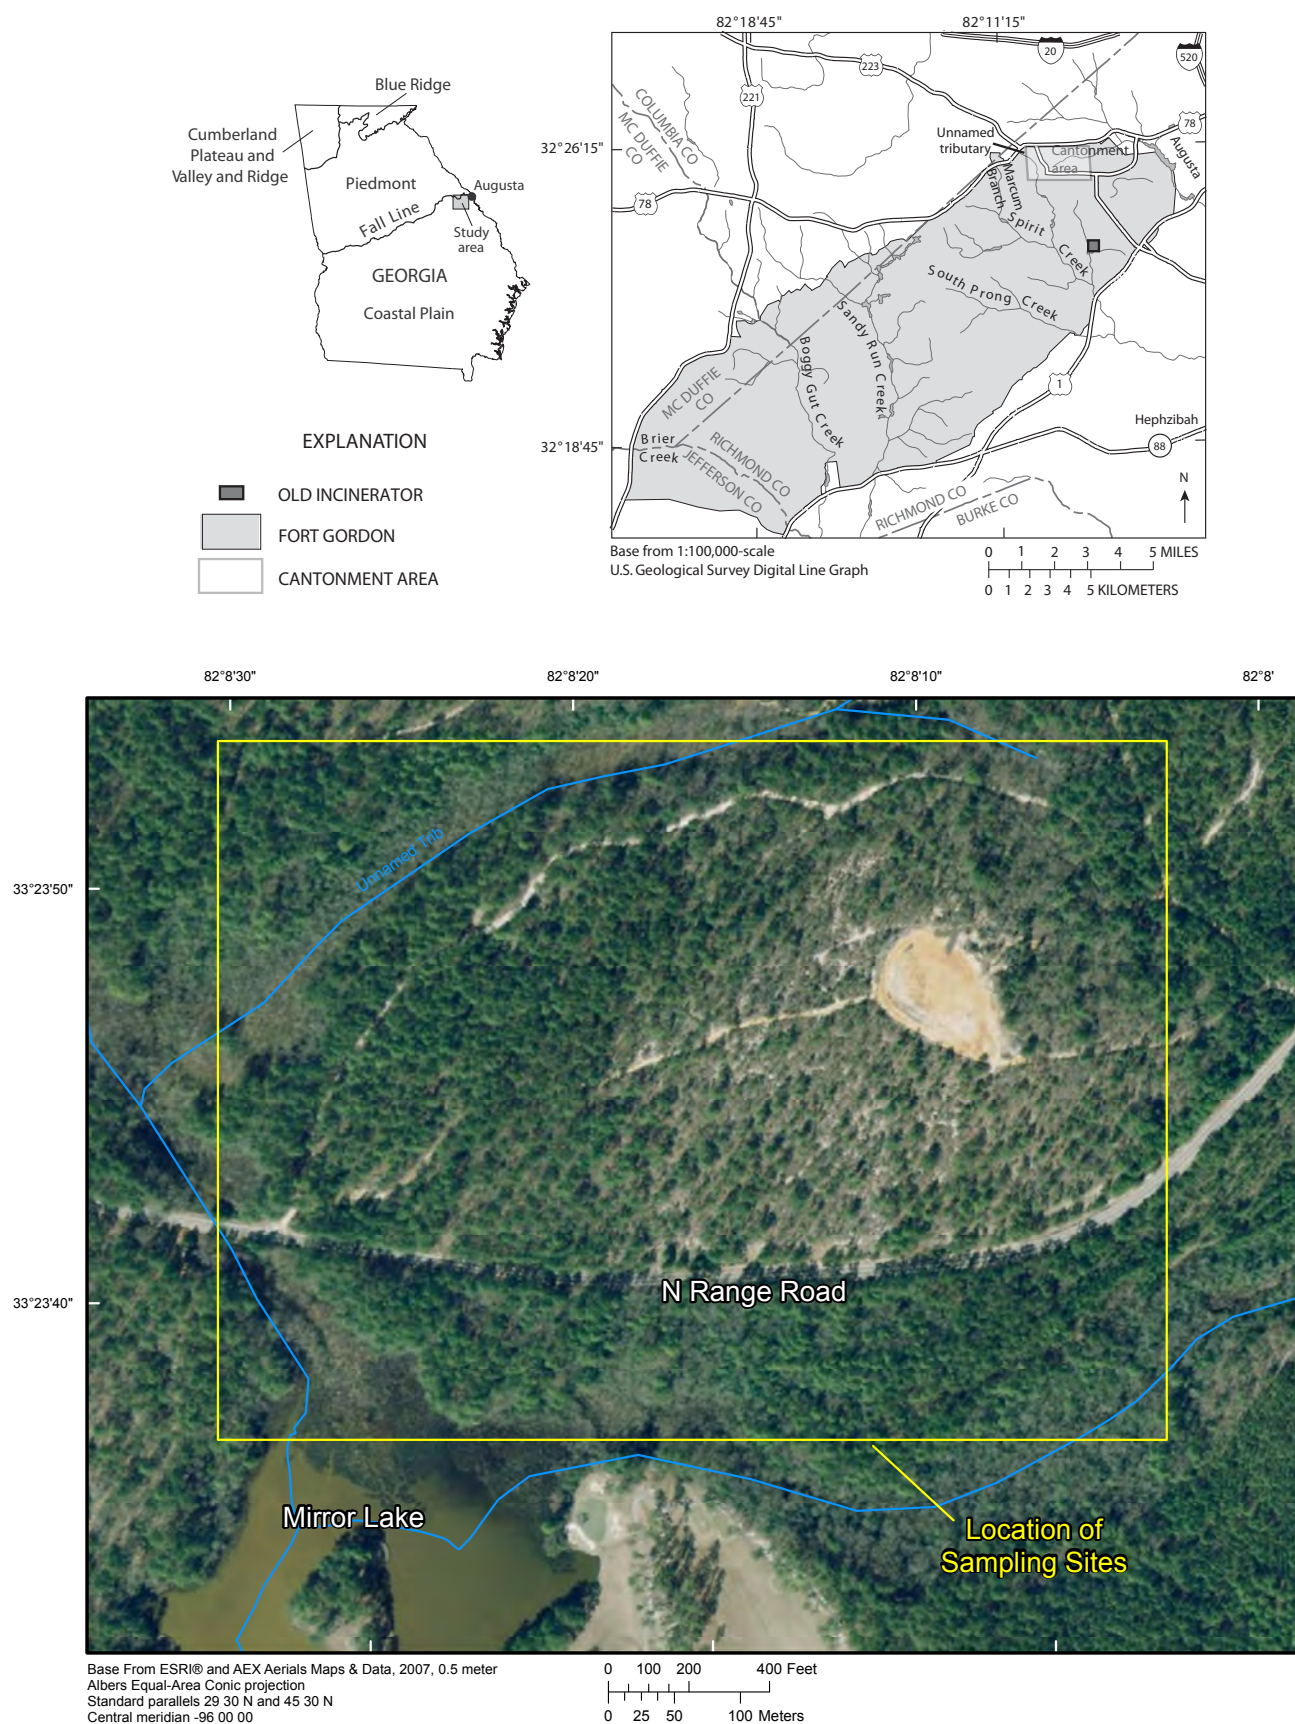 Blue Ridge
Cumberland
Plateau and
Valley and Ridge
Piedmont
Augusta
Fall Line
Study
area
GEORGIA
Coastal Plain
EXPLANATION
OLD INCINERATOR
FORT GORDON
CANTONMENT AREA
82°18'45"
82°11'15"
20
520
223
221
78
COLUMBIA CO
MC DUFFIE
CO
Unnamed
tributary
Cantonment
area
Augusta
32°26'15"
Marcum
Branch
78
Spirit
Creek
South Prong Creek
Sandy Run Creek
Boggy Gut Creek
MC DUFFIE
CO
1
Hephzibah
32°18'45"
Brier
Creek
RICHMOND CO
JEFFERSON CO
88
N
RICHMOND CO
BURKE CO
Base from 1:100,000-scale
U.S. Geological Survey Digital Line Graph
0 1 2 3 4 5 MILES
0 1 2 3 4 5 KILOMETERS
82°8'30"
82°8'20"
82°8'10"
82°8'
Unnamed Trib
33°23'50"
33°23'40"
N Range Road
Mirror Lake
Location of
Sampling Sites
Base From ESRI® and AEX Aerials Maps & Data, 2007, 0.5 meter
Albers Equal-Area Conic projection
Standard parallels 29 30 N and 45 30 N
Central meridian -96 00 00
0 100 200 400 Feet
0 25 50 100 Meters